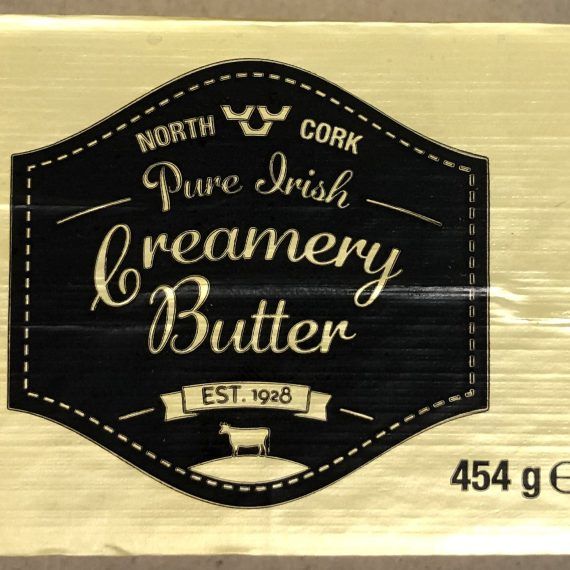 NORTH CORK
Pure Irish
Creamery
Butter
EST. 1928
454 g ℮